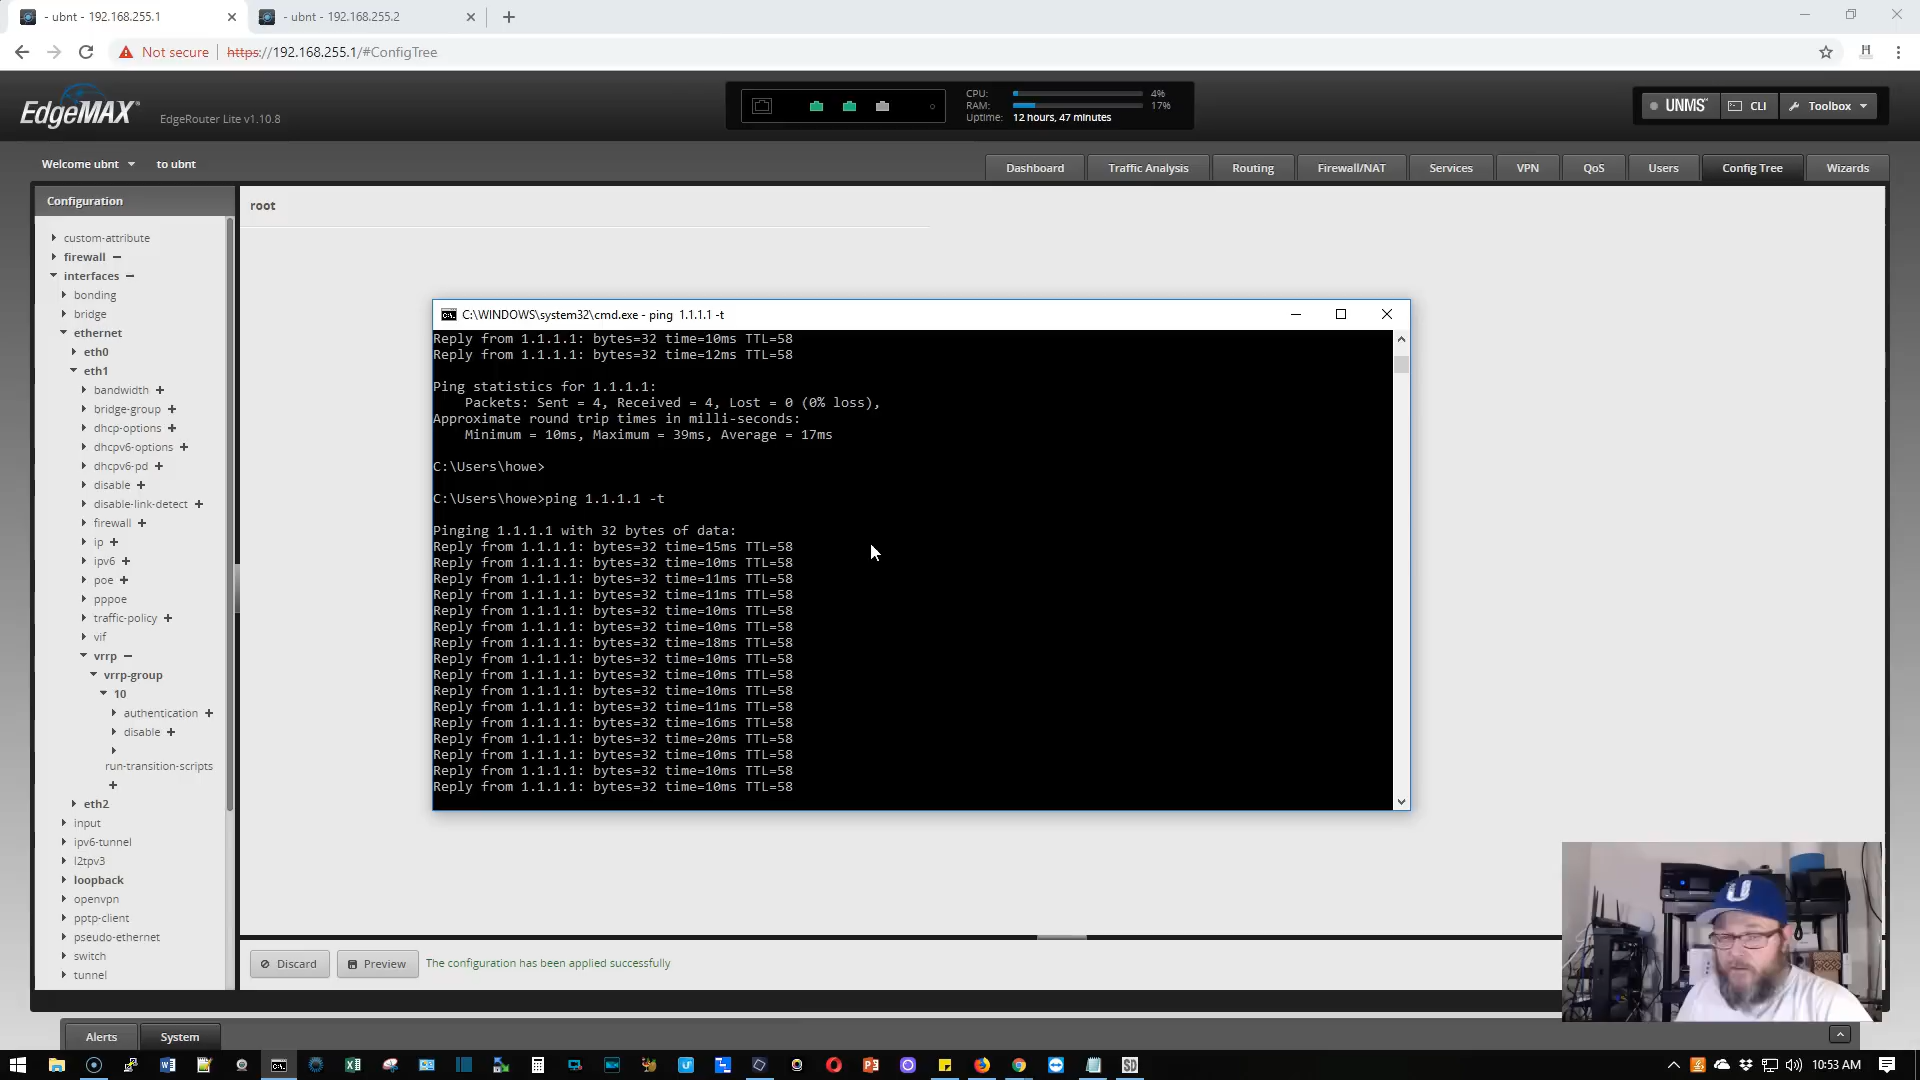 - ubnt - 192.168.255.1
- ubnt - 192.168.255.2
Not secure | https://192.168.255.1/#ConfigTree
EdgeMAX
EdgeRouter Lite v1.10.8
CPU: 4%
RAM: 17%
Uptime: 12 hours, 47 minutes
UNMS
CLI
Toolbox
Welcome ubnt
to ubnt
Dashboard
Traffic Analysis
Routing
Firewall/NAT
Services
VPN
QoS
Users
Config Tree
Wizards
Configuration
root
custom-attribute
firewall
interfaces
bonding
bridge
ethernet
eth0
eth1
bandwidth
bridge-group
dhcp-options
dhcpv6-options
dhcpv6-pd
disable
disable-link-detect
firewall
ip
ipv6
poe
pppoe
traffic-policy
vif
vrrp
vrrp-group
10
authentication
disable
run-transition-scripts
eth2
input
ipv6-tunnel
l2tpv3
loopback
openvpn
pptp-client
pseudo-ethernet
switch
tunnel
C:\WINDOWS\system32\cmd.exe - ping  1.1.1.1 -t
Reply from 1.1.1.1: bytes=32 time=10ms TTL=58
Reply from 1.1.1.1: bytes=32 time=12ms TTL=58
Ping statistics for 1.1.1.1:
Packets: Sent = 4, Received = 4, Lost = 0 (0% loss),
Approximate round trip times in milli-seconds:
Minimum = 10ms, Maximum = 39ms, Average = 17ms
C:\Users\howe>
C:\Users\howe>ping 1.1.1.1 -t
Pinging 1.1.1.1 with 32 bytes of data:
Reply from 1.1.1.1: bytes=32 time=15ms TTL=58
Reply from 1.1.1.1: bytes=32 time=10ms TTL=58
Reply from 1.1.1.1: bytes=32 time=11ms TTL=58
Reply from 1.1.1.1: bytes=32 time=11ms TTL=58
Reply from 1.1.1.1: bytes=32 time=10ms TTL=58
Reply from 1.1.1.1: bytes=32 time=10ms TTL=58
Reply from 1.1.1.1: bytes=32 time=18ms TTL=58
Reply from 1.1.1.1: bytes=32 time=10ms TTL=58
Reply from 1.1.1.1: bytes=32 time=10ms TTL=58
Reply from 1.1.1.1: bytes=32 time=10ms TTL=58
Reply from 1.1.1.1: bytes=32 time=11ms TTL=58
Reply from 1.1.1.1: bytes=32 time=16ms TTL=58
Reply from 1.1.1.1: bytes=32 time=20ms TTL=58
Reply from 1.1.1.1: bytes=32 time=10ms TTL=58
Reply from 1.1.1.1: bytes=32 time=10ms TTL=58
Reply from 1.1.1.1: bytes=32 time=10ms TTL=58
Discard
Preview
The configuration has been applied successfully
Alerts
System
10:53 AM